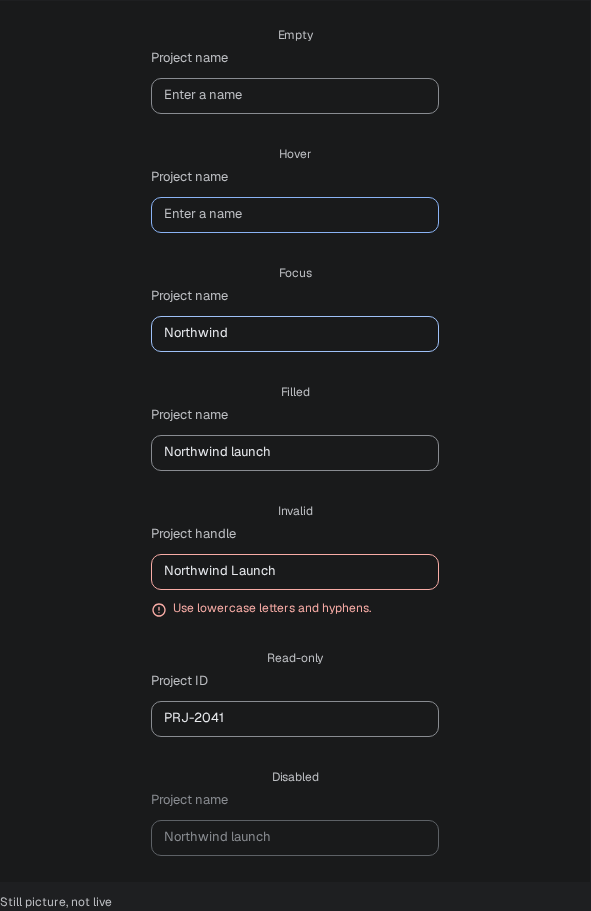 Empty
Project name
Enter a name
Hover
Project name
Enter a name
Focus
Project name
Northwind
Filled
Project name
Northwind launch
Invalid
Project handle
Northwind Launch
Use lowercase letters and hyphens.
Read-only
Project ID
PRJ-2041
Disabled
Project name
Northwind launch
Still picture, not live